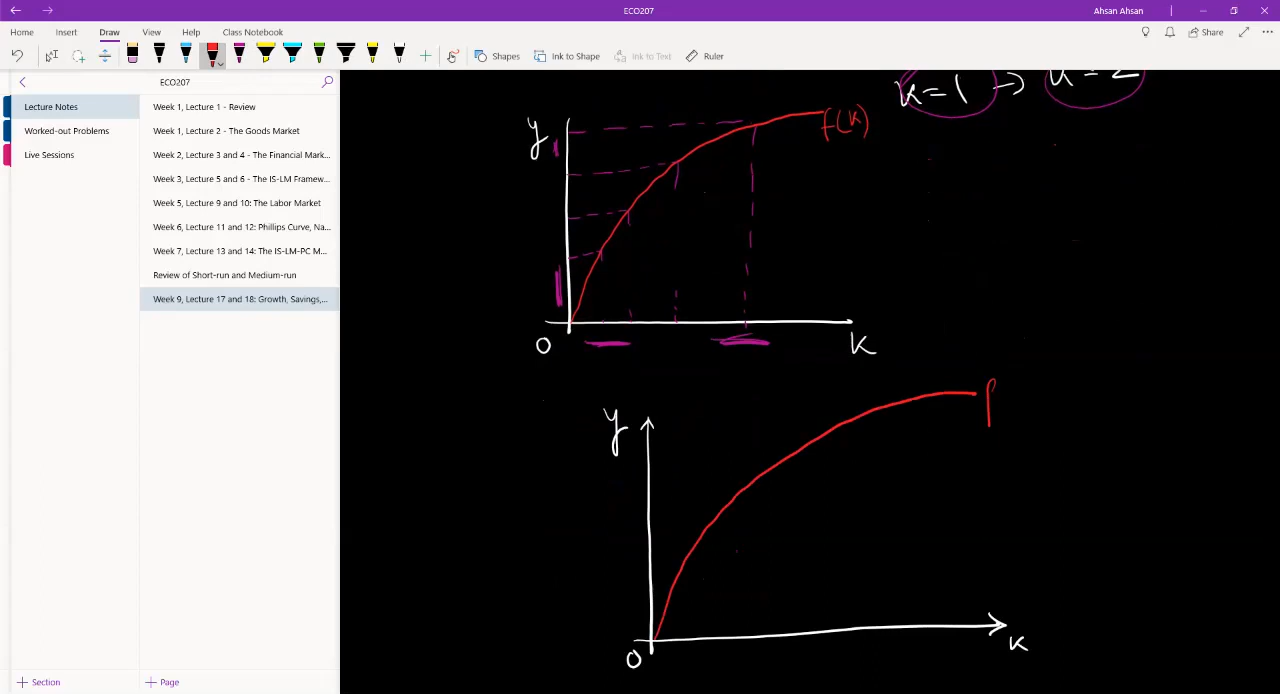 ECO207
Ahsan Ahsan
Home Insert Draw View Help Class Notebook
Share
Shapes Ink to Shape Ink to Text Ruler
ECO207
Lecture Notes
Worked-out Problems
Live Sessions
Week 1, Lecture 1 - Review
Week 1, Lecture 2 - The Goods Market
Week 2, Lecture 3 and 4 - The Financial Mark...
Week 3, Lecture 5 and 6 - The IS-LM Framew...
Week 5, Lecture 9 and 10: The Labor Market
Week 6, Lecture 11 and 12: Phillips Curve, Na...
Week 7, Lecture 13 and 14: The IS-LM-PC M...
Review of Short-run and Medium-run
Week 9, Lecture 17 and 18: Growth, Savings,...
+ Section
+ Page
K=1 → K=2
y
f(K)
0
K
y
0
K